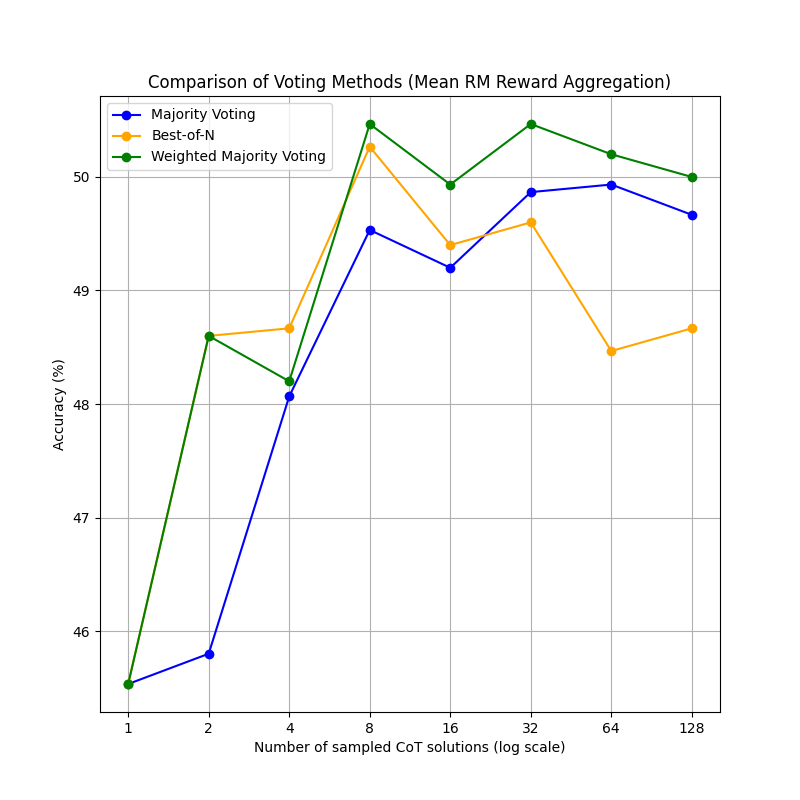 Comparison of Voting Methods (Mean RM Reward Aggregation)
Majority Voting
Best-of-N
Weighted Majority Voting
50
49
48
47
46
Accuracy (%)
1 2 4 8 16 32 64 128
Number of sampled CoT solutions (log scale)